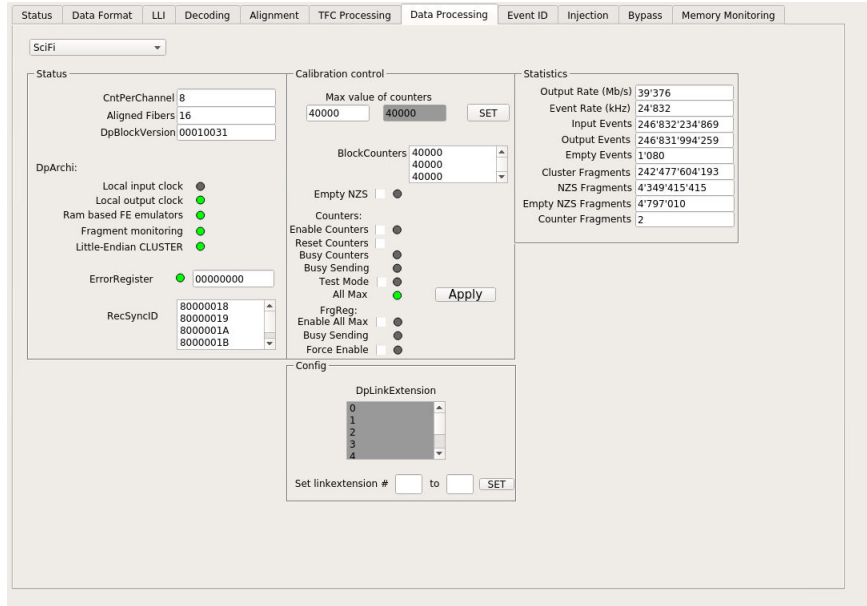 Status Data Format LLI Decoding Alignment TFC Processing Data Processing Event ID Injection Bypass Memory Monitoring
SciFi
Status
CntPerChannel 8
Aligned Fibers 16
DpBlockVersion 00010031
DpArchi:
Local input clock
Local output clock
Ram based FE emulators
Fragment monitoring
Little-Endian CLUSTER
ErrorRegister 00000000
RecSyncID
80000018
80000019
8000001A
8000001B
Calibration control
Max value of counters
40000 40000 SET
BlockCounters
40000
40000
40000
Empty NZS
Counters:
Enable Counters
Reset Counters
Busy Counters
Busy Sending
Test Mode
All Max
Apply
FrgReg:
Enable All Max
Busy Sending
Force Enable
Config
DpLinkExtension
0
1
2
3
4
Set linkextension # to SET
Statistics
Output Rate (Mb/s) 39'376
Event Rate (kHz) 24'832
Input Events 246'832'234'869
Output Events 246'831'994'259
Empty Events 1'080
Cluster Fragments 242'477'604'193
NZS Fragments 4'349'415'415
Empty NZS Fragments 4'797'010
Counter Fragments 2